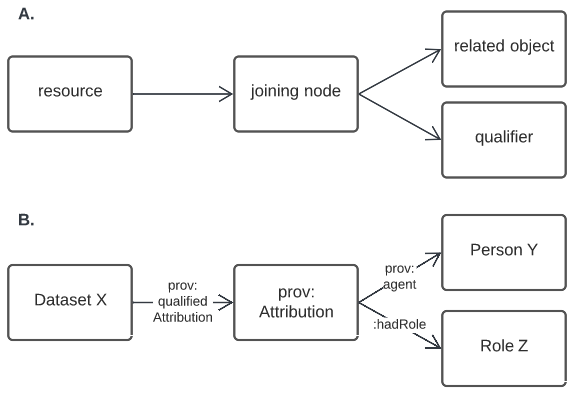 A.
resource
joining node
related object
qualifier
B.
Dataset X
prov:
qualified
Attribution
prov:
Attribution
prov:
agent
:hadRole
Person Y
Role Z